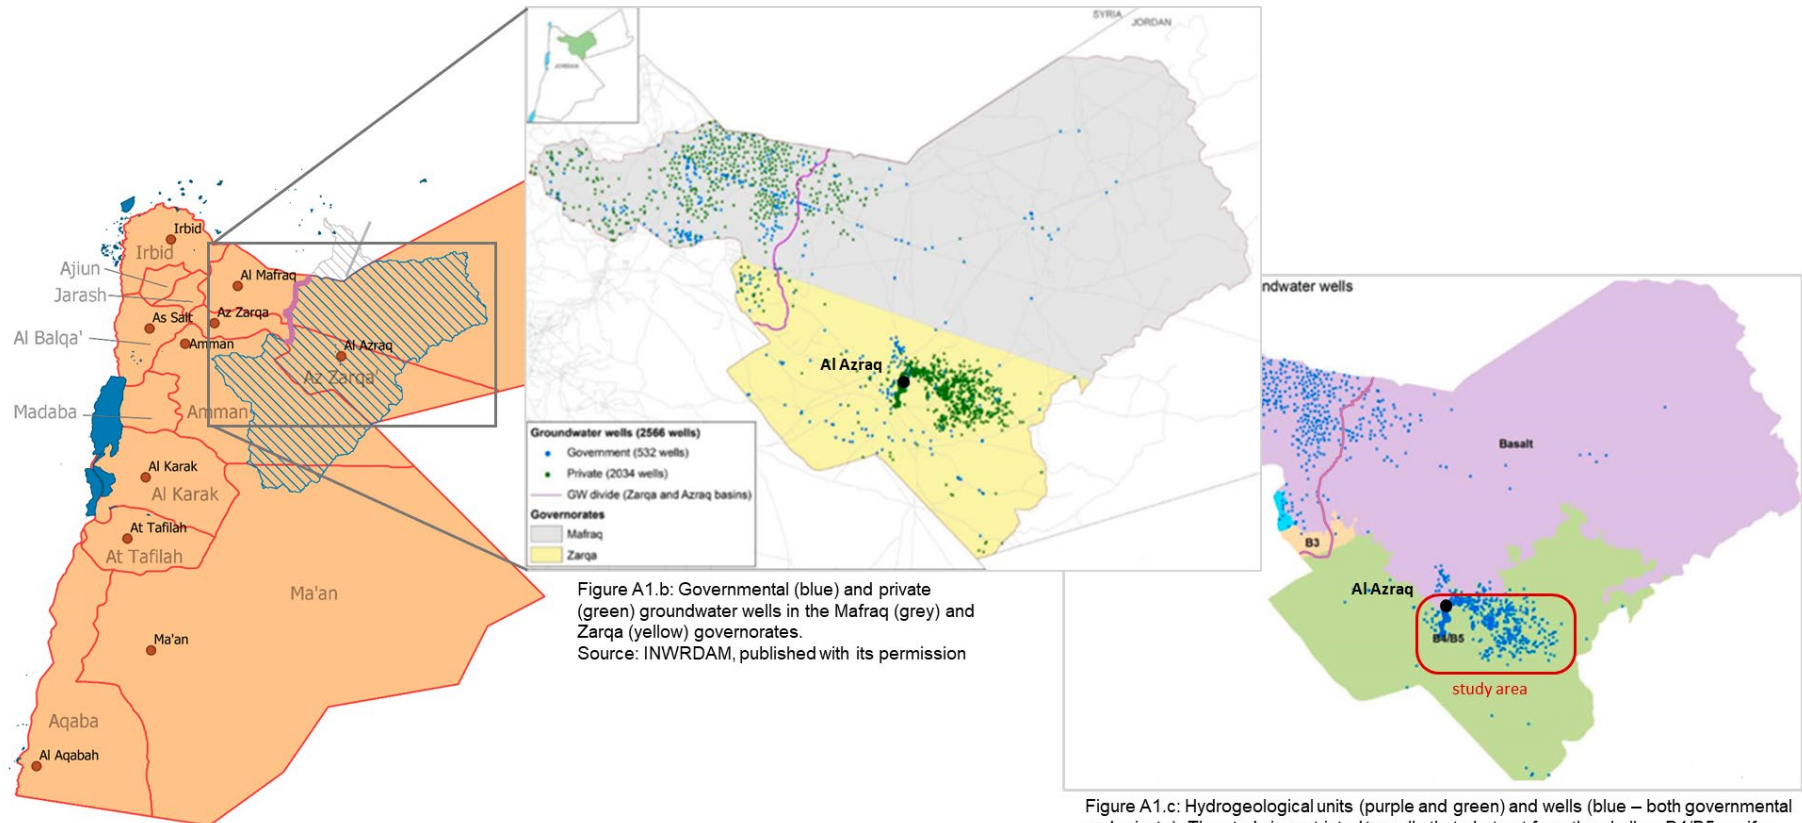 Irbid
Irbid
Ajiun
Jarash
Al Mafraq
As Salt
Az Zarqa
Al Balqa'
Amman
Al Azraq
Az Zarqa'
Madaba
Amman
Al Karak
Al Karak
At Tafilah
At Tafilah
Ma'an
Ma'an
Aqaba
Al Aqabah
SYRIA
JORDAN
JORDAN
Al Azraq
Groundwater wells (2566 wells)
Government (532 wells)
Private (2034 wells)
GW divide (Zarqa and Azraq basins)
Governorates
Mafraq
Zarqa
Figure A1.b: Governmental (blue) and private
(green) groundwater wells in the Mafraq (grey) and
Zarqa (yellow) governorates.
Source: INWRDAM, published with its permission
ndwater wells
Basalt
B3
Al Azraq
B4/B5
study area
Figure A1.c: Hydrogeological units (purple and green) and wells (blue – both governmental